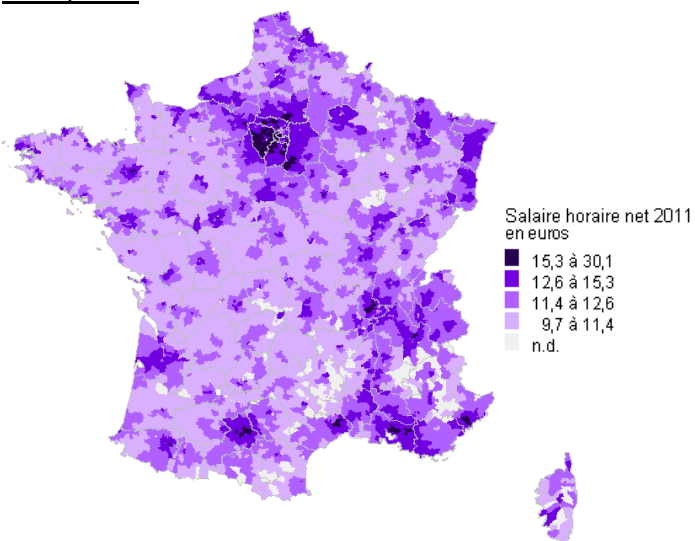 Salaire horaire net 2011
en euros
15,3 à 30,1
12,6 à 15,3
11,4 à 12,6
9,7 à 11,4
n.d.